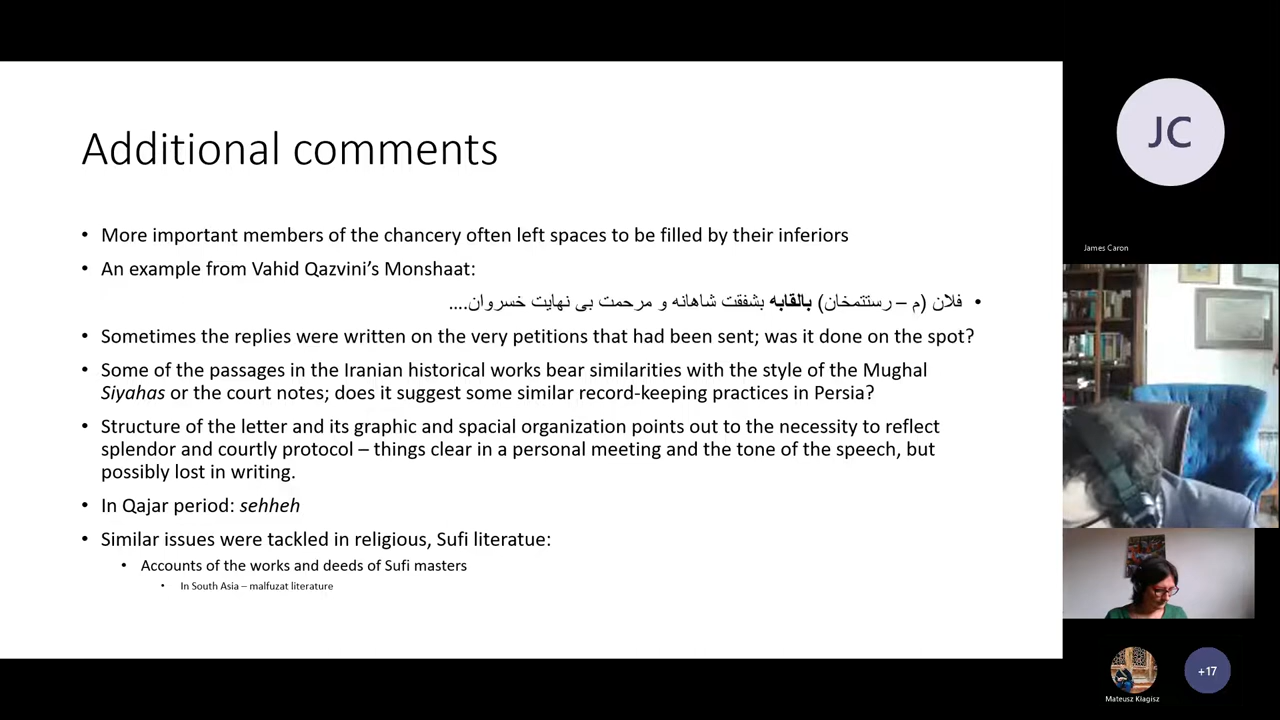 Additional comments
• More important members of the chancery often left spaces to be filled by their inferiors
• An example from Vahid Qazvini’s Monshaat:
• فلان (م – رستتمخان) بالقابه بشفقت شاهانه و مرحمت بی نهایت خسروان....
• Sometimes the replies were written on the very petitions that had been sent; was it done on the spot?
• Some of the passages in the Iranian historical works bear similarities with the style of the Mughal
Siyahas or the court notes; does it suggest some similar record-keeping practices in Persia?
• Structure of the letter and its graphic and spacial organization points out to the necessity to reflect
splendor and courtly protocol – things clear in a personal meeting and the tone of the speech, but
possibly lost in writing.
• In Qajar period: sehheh
• Similar issues were tackled in religious, Sufi literatue:
• Accounts of the works and deeds of Sufi masters
• In South Asia – malfuzat literature
JC
James Caron
Mateusz Kłagisz
+17